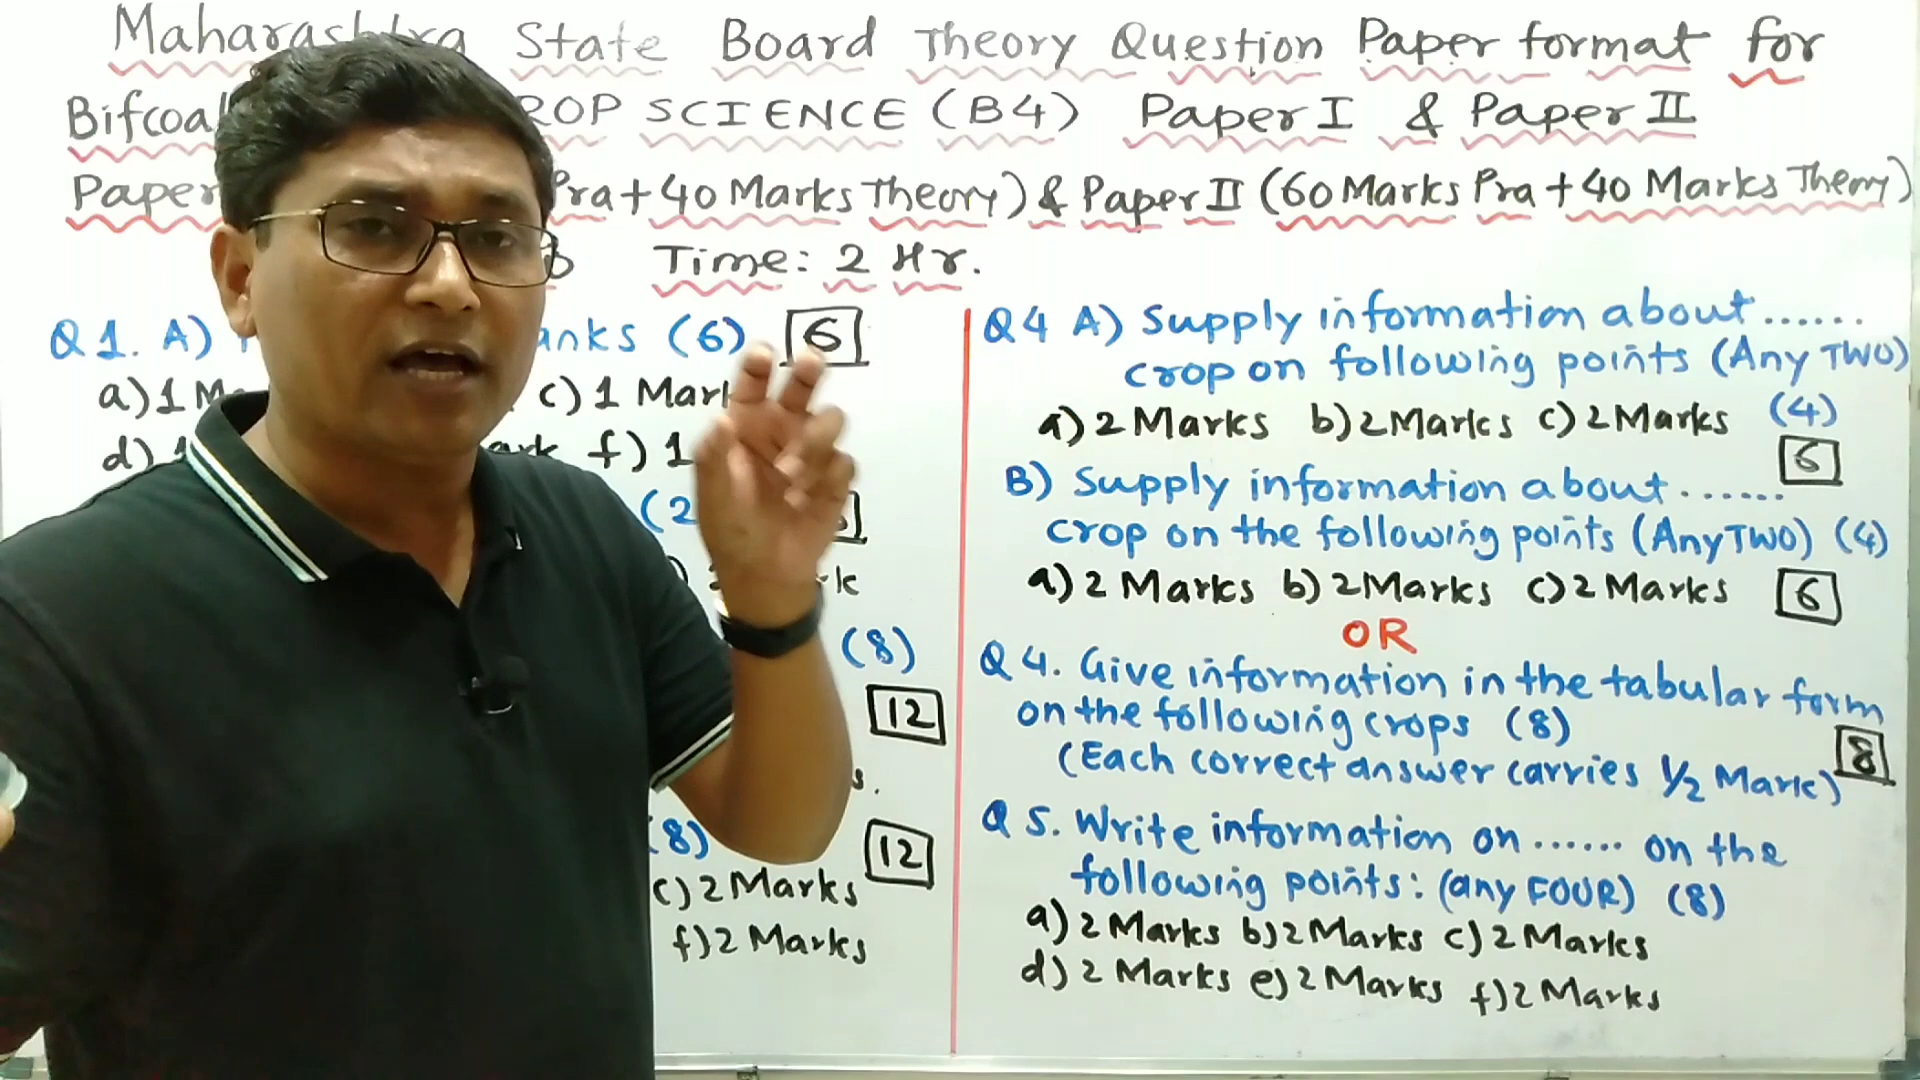 Maharashtra State Board Theory Question Paper format for
Bifcoal ROP SCIENCE (B4) Paper I & Paper II
Paper Pra + 40 Marks Theory) & Paper II (60 Marks Pra + 40 Marks Theory)
Time: 2 Hr.
Q1. A) anks (6) 6
a) 1 M c) 1 Mark
d) ark f) 1
(2
rk
(8)
12
s.
(8) 12
c) 2 Marks
f) 2 Marks
Q4 A) Supply information about ......
crop on following points (Any TWO)
a) 2 Marks b) 2 Marks c) 2 Marks (4)
6
B) Supply information about .......
crop on the following points (Any TWO) (4)
a) 2 Marks b) 2 Marks c) 2 Marks 6
OR
Q4. Give information in the tabular form
on the following crops (8)
(Each correct answer carries 1/2 Mark) 8
Q5. Write information on ...... on the
following points: (any FOUR) (8)
a) 2 Marks b) 2 Marks c) 2 Marks
d) 2 Marks e) 2 Marks f) 2 Marks